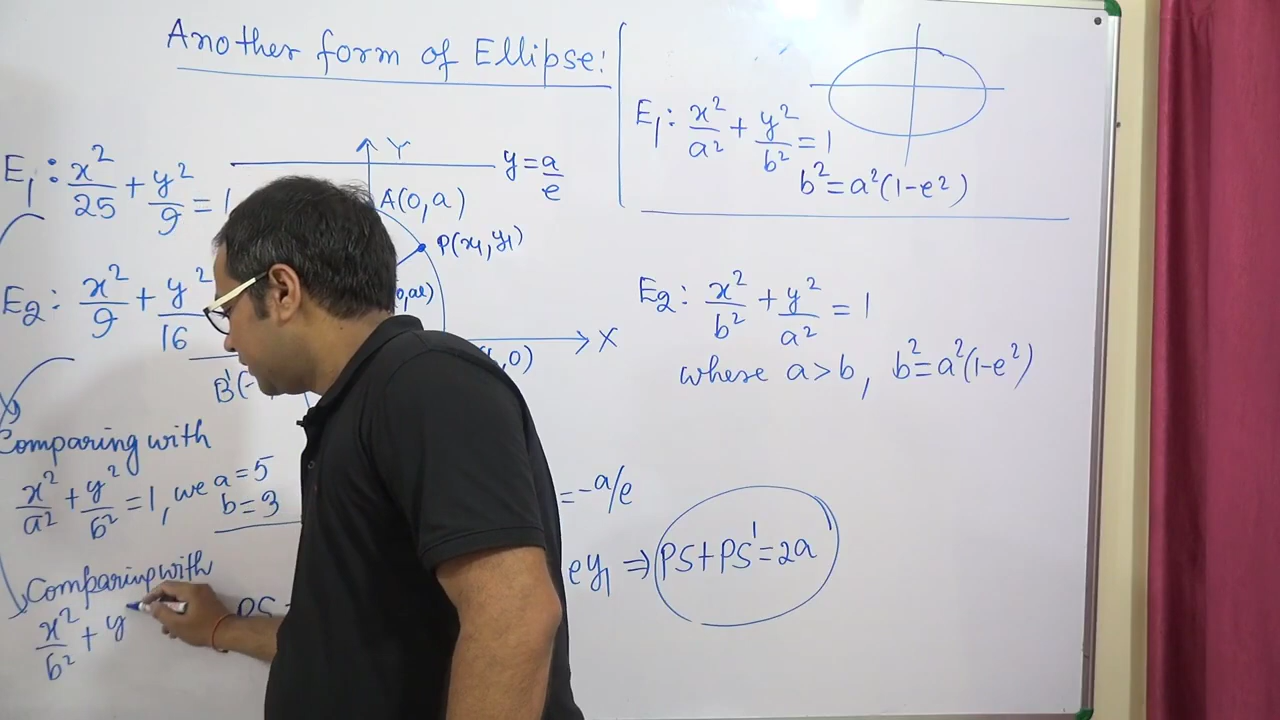 Another form of Ellipse:
E₁: x²/25 + y²/9 = 1
E₂: x²/9 + y²/16
Comparing with
x²/a² + y²/b² = 1, we a=5
b=3
Comparing with
x²/b² + y
Y
y = a/e
A(0,a)
P(x₁,y₁)
X
,0)
B'(-
= -a/e
ey₁ ⇒ PS+PS'=2a
PS
E₁: x²/a² + y²/b² = 1
b²=a²(1-e²)
E₂: x²/b² + y²/a² = 1
where a>b, b²=a²(1-e²)